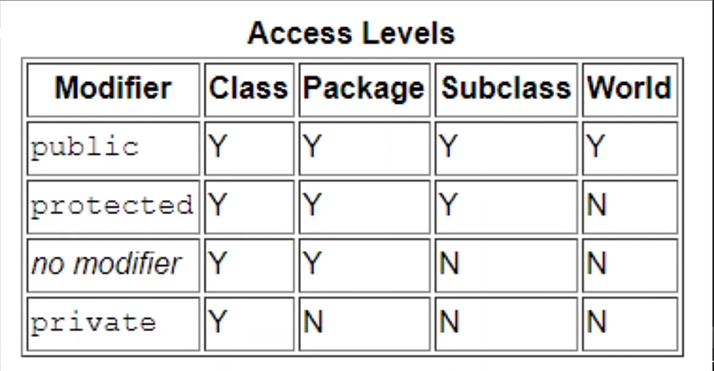 Access Levels
Modifier Class Package Subclass World
public Y Y Y Y
protected Y Y Y N
no modifier Y Y N N
private Y N N N